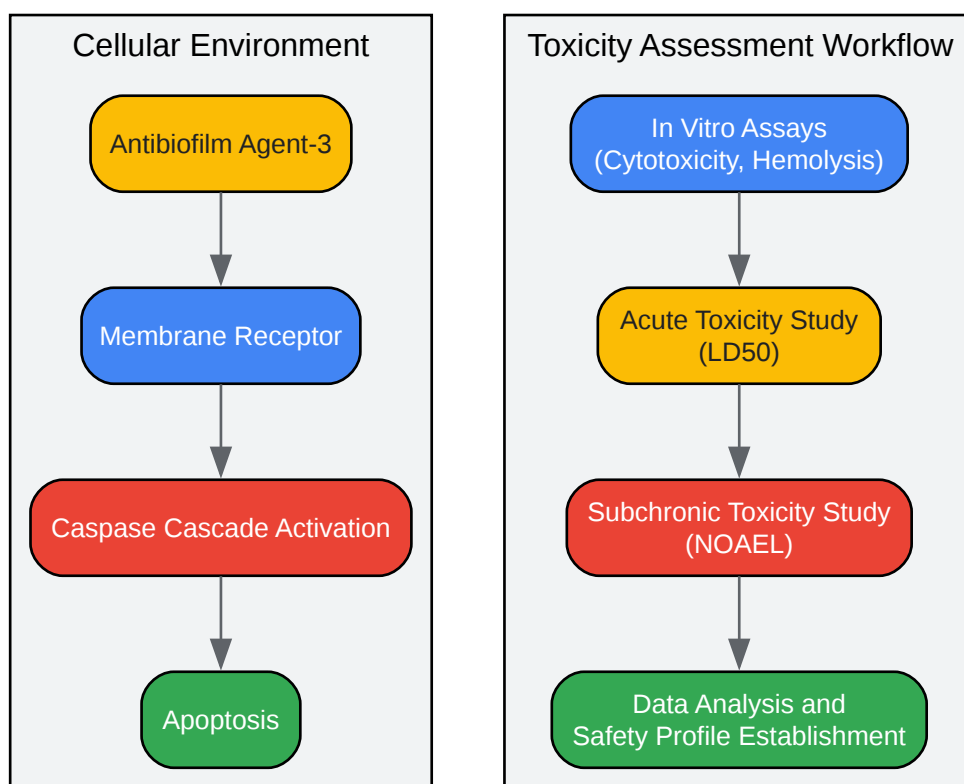 Cellular Environment
Antibiofilm Agent-3
Membrane Receptor
Caspase Cascade Activation
Apoptosis
Toxicity Assessment Workflow
In Vitro Assays
(Cytotoxicity, Hemolysis)
Acute Toxicity Study
(LD50)
Subchronic Toxicity Study
(NOAEL)
Data Analysis and
Safety Profile Establishment